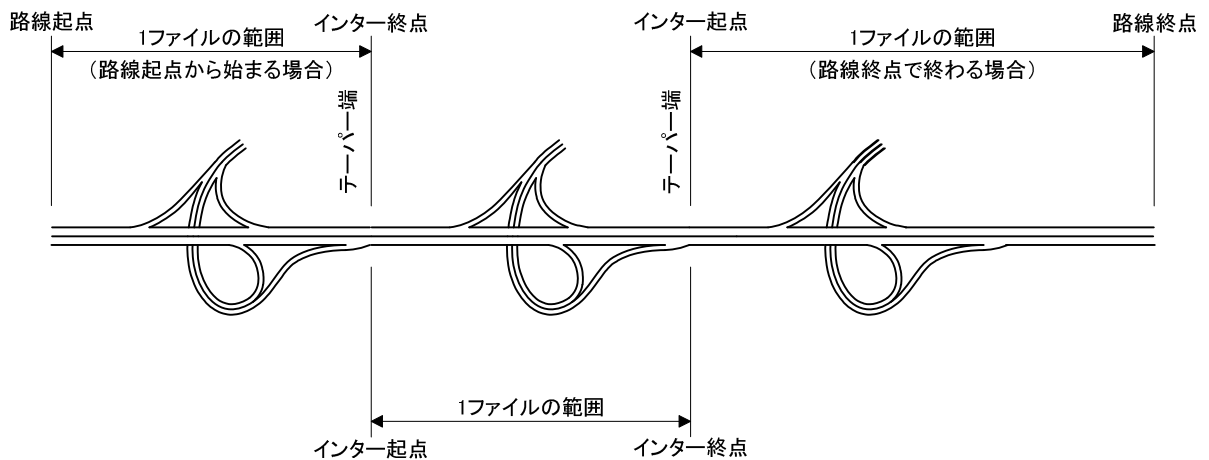 路線起点
インター終点
インター起点
路線終点
1ファイルの範囲
(路線起点から始まる場合)
1ファイルの範囲
(路線終点で終わる場合)
テーパー端
テーパー端
1ファイルの範囲
インター起点
インター終点